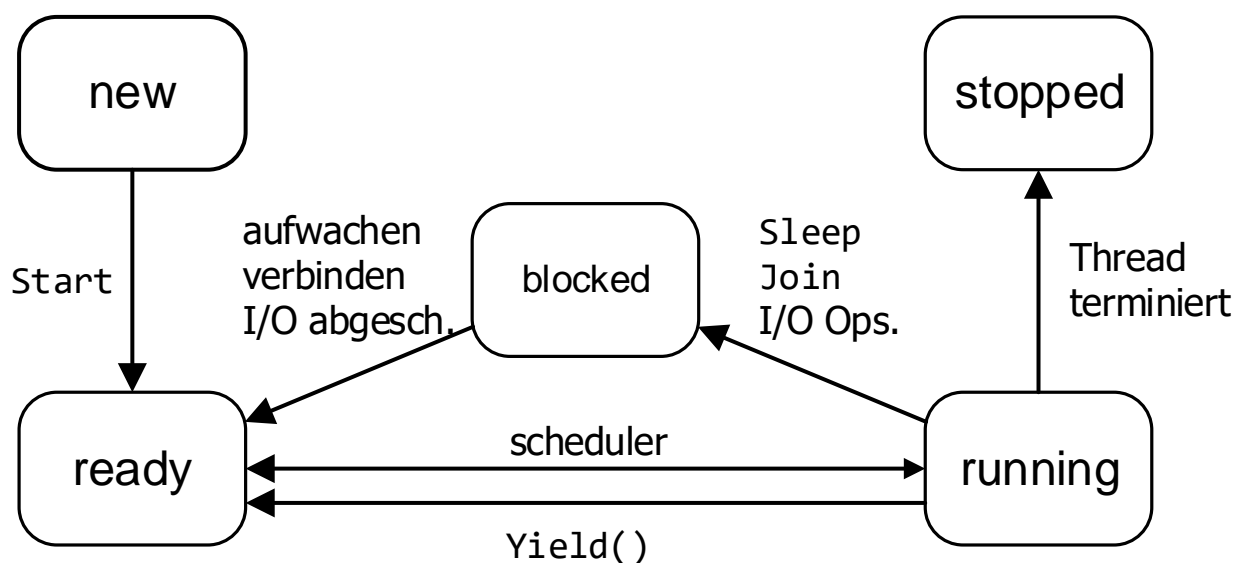 new
stopped
aufwachen
verbinden
I/O abgesch.
blocked
Sleep
Join
I/O Ops.
Start
Thread
terminiert
ready
scheduler
running
Yield()